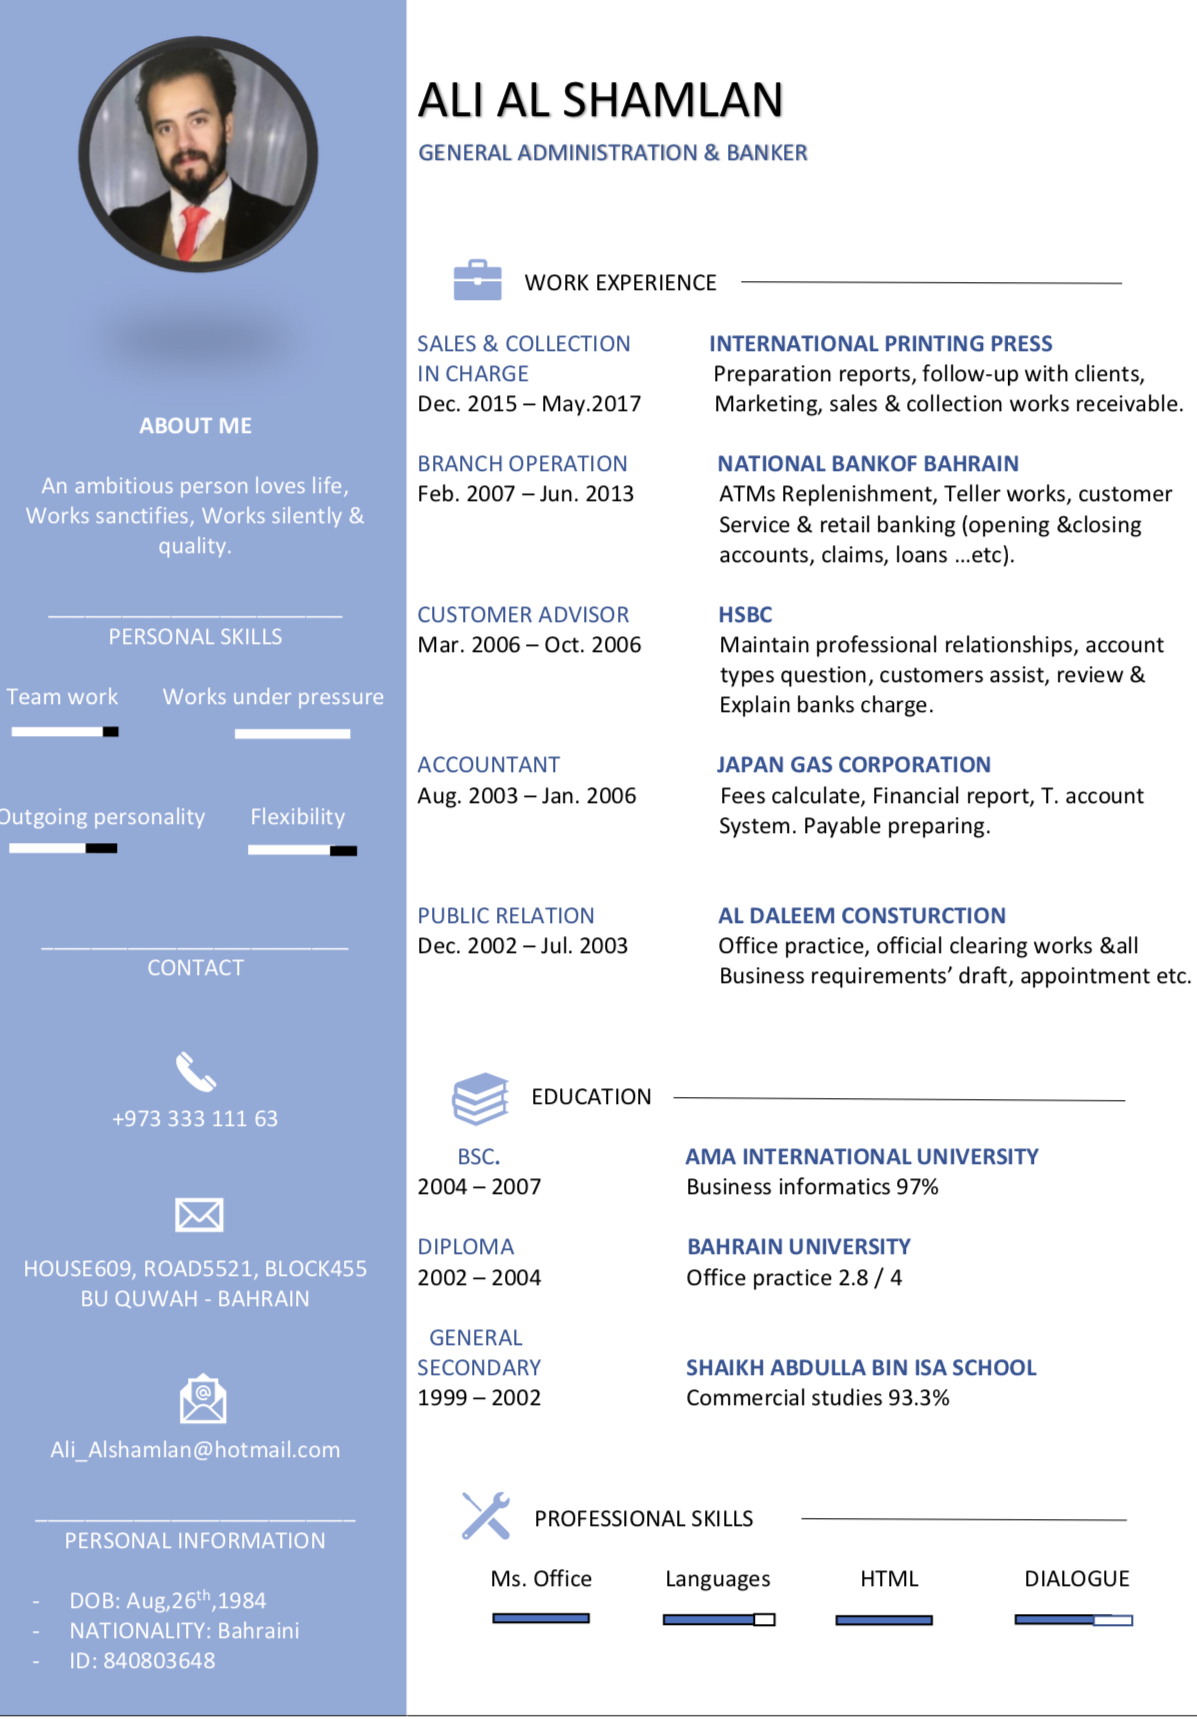 ALI AL SHAMLAN
GENERAL ADMINISTRATION & BANKER
ABOUT ME
An ambitious person loves life,
Works sanctifies, Works silently &
quality.
PERSONAL SKILLS
Team work
Works under pressure
Outgoing personality
Flexibility
CONTACT
+973 333 111 63
HOUSE609, ROAD5521, BLOCK455
BU QUWAH - BAHRAIN
@
Ali_Alshamlan@hotmail.com
PERSONAL INFORMATION
- DOB: Aug,26th,1984
- NATIONALITY: Bahraini
- ID: 840803648
WORK EXPERIENCE
SALES & COLLECTION
IN CHARGE
Dec. 2015 – May.2017
INTERNATIONAL PRINTING PRESS
Preparation reports, follow-up with clients,
Marketing, sales & collection works receivable.
BRANCH OPERATION
Feb. 2007 – Jun. 2013
NATIONAL BANKOF BAHRAIN
ATMs Replenishment, Teller works, customer
Service & retail banking (opening &closing
accounts, claims, loans ...etc).
CUSTOMER ADVISOR
Mar. 2006 – Oct. 2006
HSBC
Maintain professional relationships, account
types question, customers assist, review &
Explain banks charge.
ACCOUNTANT
Aug. 2003 – Jan. 2006
JAPAN GAS CORPORATION
Fees calculate, Financial report, T. account
System. Payable preparing.
PUBLIC RELATION
Dec. 2002 – Jul. 2003
AL DALEEM CONSTURCTION
Office practice, official clearing works &all
Business requirements’ draft, appointment etc.
EDUCATION
BSC.
2004 – 2007
AMA INTERNATIONAL UNIVERSITY
Business informatics 97%
DIPLOMA
2002 – 2004
BAHRAIN UNIVERSITY
Office practice 2.8 / 4
GENERAL
SECONDARY
1999 – 2002
SHAIKH ABDULLA BIN ISA SCHOOL
Commercial studies 93.3%
PROFESSIONAL SKILLS
Ms. Office
Languages
HTML
DIALOGUE